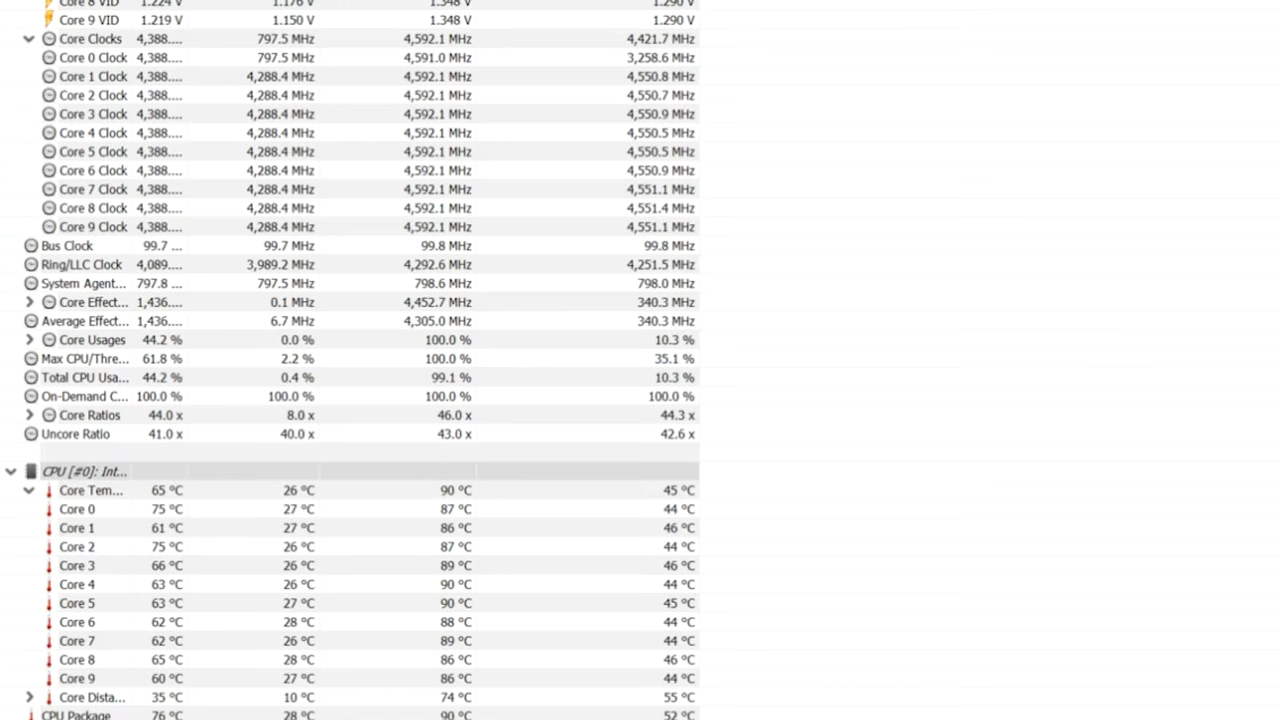 Core 8 VID 1.224 V 1.176 V 1.348 V 1.290 V
Core 9 VID 1.219 V 1.150 V 1.348 V 1.290 V
Core Clocks 4,388.... 797.5 MHz 4,592.1 MHz 4,421.7 MHz
Core 0 Clock 4,388.... 797.5 MHz 4,591.0 MHz 3,258.6 MHz
Core 1 Clock 4,388.... 4,288.4 MHz 4,592.1 MHz 4,550.8 MHz
Core 2 Clock 4,388.... 4,288.4 MHz 4,592.1 MHz 4,550.7 MHz
Core 3 Clock 4,388.... 4,288.4 MHz 4,592.1 MHz 4,550.9 MHz
Core 4 Clock 4,388.... 4,288.4 MHz 4,592.1 MHz 4,550.5 MHz
Core 5 Clock 4,388.... 4,288.4 MHz 4,592.1 MHz 4,550.5 MHz
Core 6 Clock 4,388.... 4,288.4 MHz 4,592.1 MHz 4,550.9 MHz
Core 7 Clock 4,388.... 4,288.4 MHz 4,592.1 MHz 4,551.1 MHz
Core 8 Clock 4,388.... 4,288.4 MHz 4,592.1 MHz 4,551.4 MHz
Core 9 Clock 4,388.... 4,288.4 MHz 4,592.1 MHz 4,551.1 MHz
Bus Clock 99.7 ... 99.7 MHz 99.8 MHz 99.8 MHz
Ring/LLC Clock 4,089.... 3,989.2 MHz 4,292.6 MHz 4,251.5 MHz
System Agent... 797.8 ... 797.5 MHz 798.6 MHz 798.0 MHz
Core Effect... 1,436.... 0.1 MHz 4,452.7 MHz 340.3 MHz
Average Effect... 1,436.... 6.7 MHz 4,305.0 MHz 340.3 MHz
Core Usages 44.2 % 0.0 % 100.0 % 10.3 %
Max CPU/Thre... 61.8 % 2.2 % 100.0 % 35.1 %
Total CPU Usa... 44.2 % 0.4 % 99.1 % 10.3 %
On-Demand C... 100.0 % 100.0 % 100.0 % 100.0 %
Core Ratios 44.0 x 8.0 x 46.0 x 44.3 x
Uncore Ratio 41.0 x 40.0 x 43.0 x 42.6 x
CPU [#0]: Int...
Core Tem... 65 °C 26 °C 90 °C 45 °C
Core 0 75 °C 27 °C 87 °C 44 °C
Core 1 61 °C 27 °C 86 °C 46 °C
Core 2 75 °C 26 °C 87 °C 44 °C
Core 3 66 °C 26 °C 89 °C 46 °C
Core 4 63 °C 26 °C 90 °C 44 °C
Core 5 63 °C 27 °C 90 °C 45 °C
Core 6 62 °C 28 °C 88 °C 44 °C
Core 7 62 °C 26 °C 89 °C 44 °C
Core 8 65 °C 28 °C 86 °C 46 °C
Core 9 60 °C 27 °C 86 °C 44 °C
Core Dista... 35 °C 10 °C 74 °C 55 °C
CPU Package 76 °C 28 °C 90 °C 52 °C